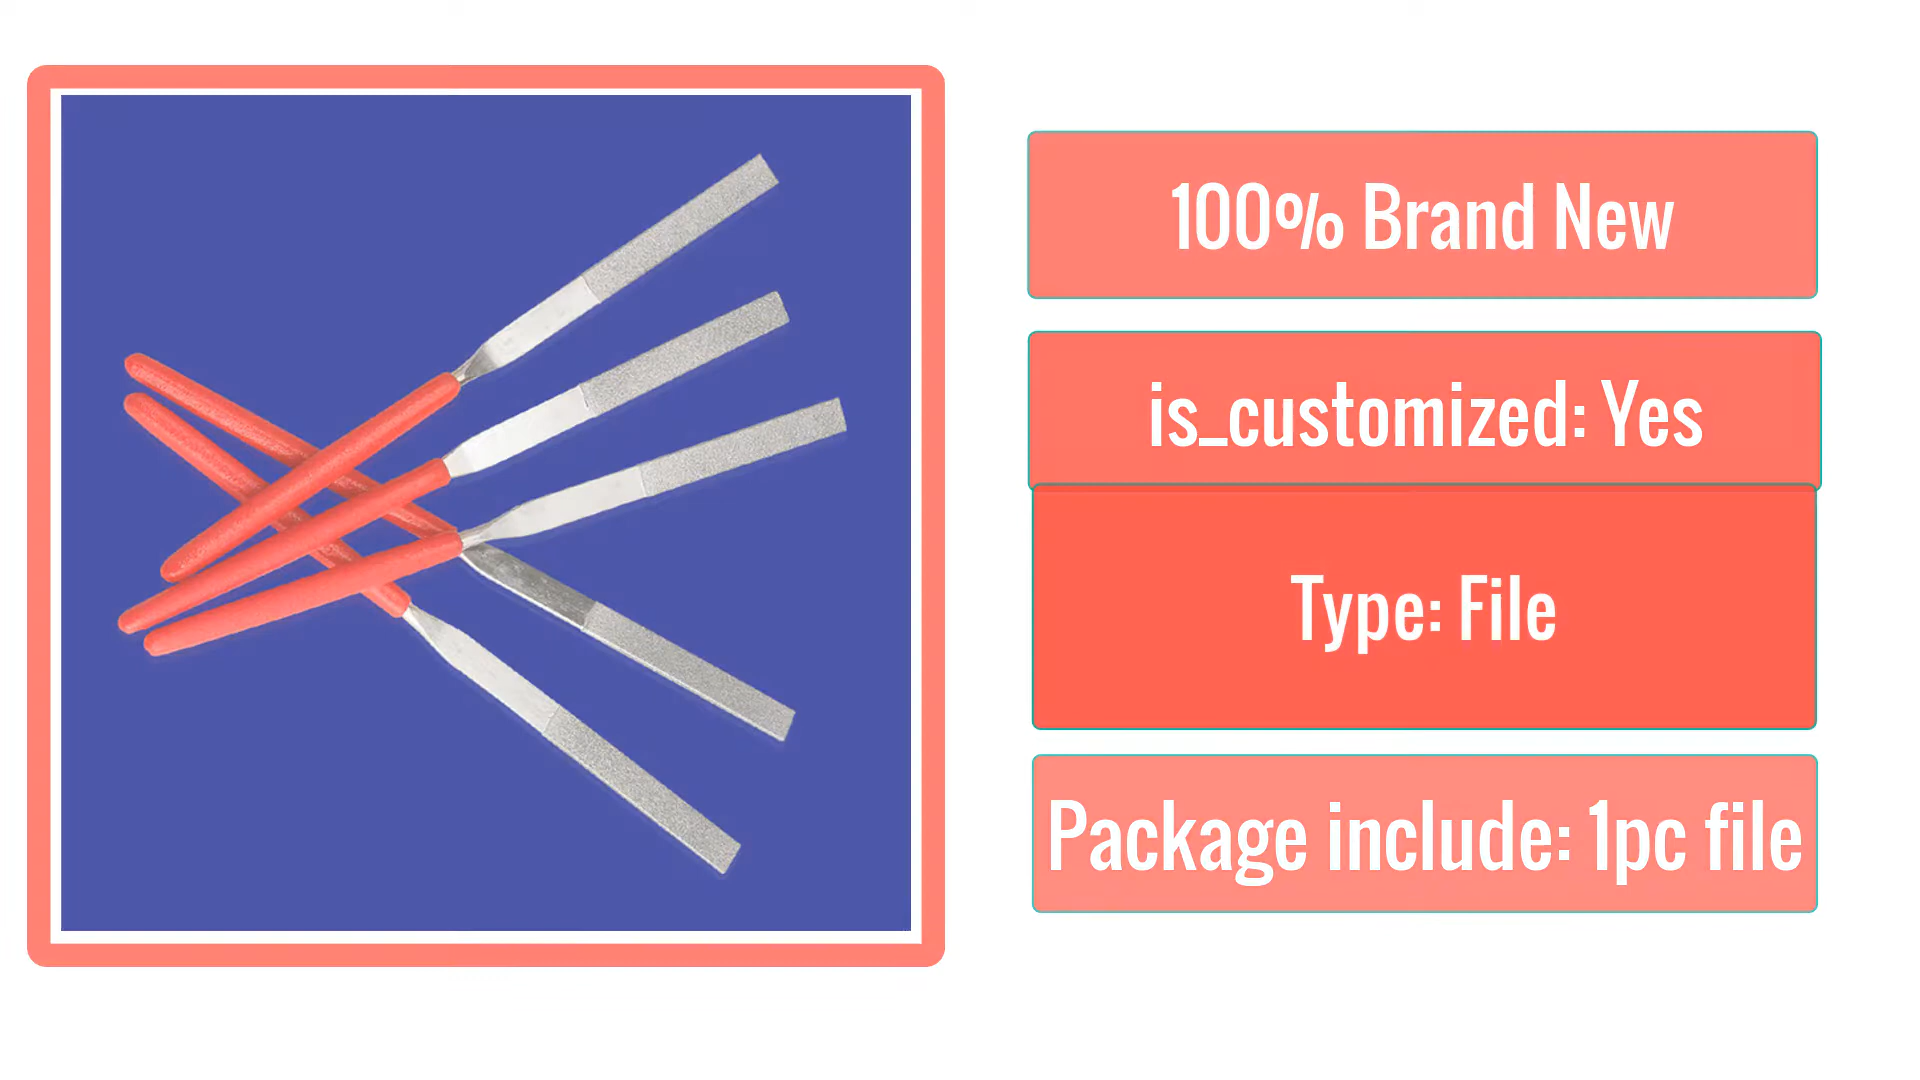 100% Brand New
is_customized: Yes
Type: File
Package include: 1pc file